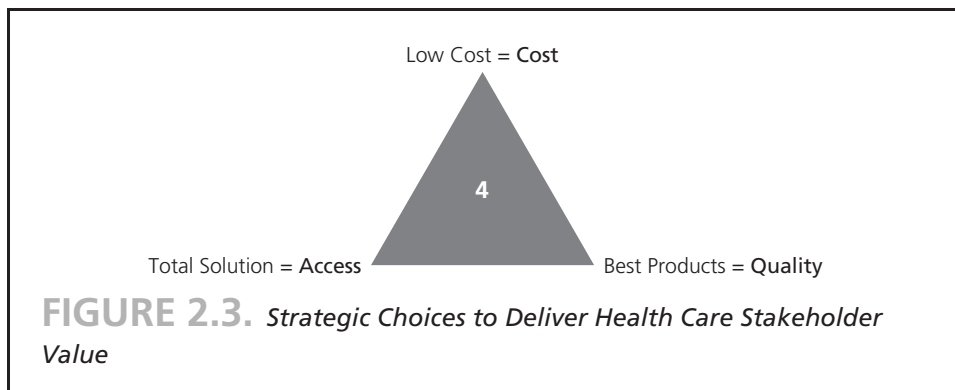 Low Cost = Cost
4
Total Solution = Access
Best Products = Quality
FIGURE 2.3. Strategic Choices to Deliver Health Care Stakeholder
Value